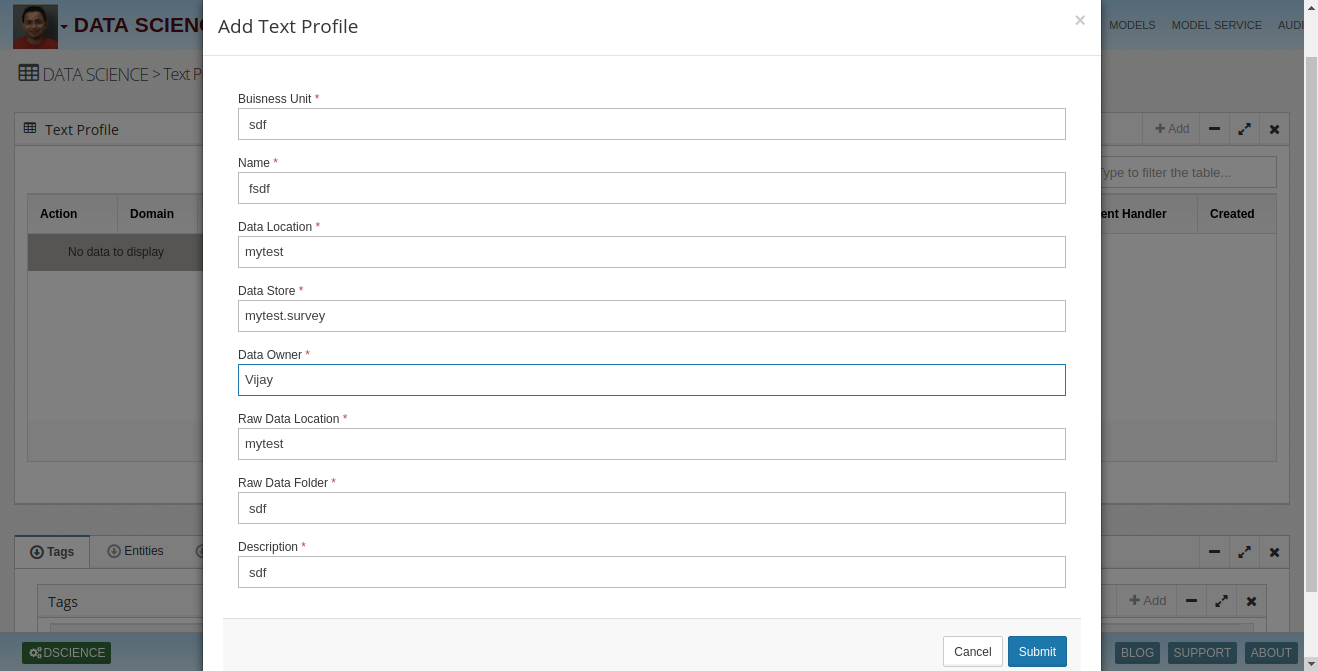 Add Text Profile
×
DATA SCIEN
MODELS
MODEL SERVICE
AUDI
DATA SCIENCE > Text P
Text Profile
Add
Type to filter the table...
Action
Domain
ent Handler
Created
No data to display
Buisness Unit *
sdf
Name *
fsdf
Data Location *
mytest
Data Store *
mytest.survey
Data Owner *
Vijay
Raw Data Location *
mytest
Raw Data Folder *
sdf
Description *
sdf
Tags
Entities
Tags
Add
Cancel
Submit
DSCIENCE
BLOG
SUPPORT
ABOUT